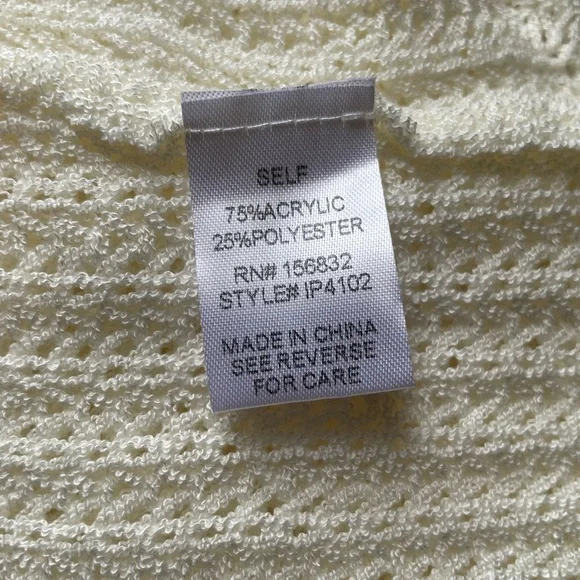 SELF
75%ACRYLIC
25%POLYESTER
RN# 156832
STYLE# IP4102
MADE IN CHINA
SEE REVERSE
FOR CARE